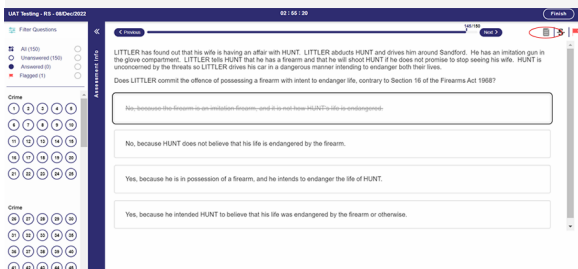 UAT Testing - RS - 08/Dec/2022
02 : 55 : 20
Finish
Filter Questions
All (150)
Unanswered (150)
Answered (0)
Flagged (1)
Crime
1 2 3 4 5
6 7 8 9 10
11 12 13 14 15
16 17 18 19 20
21 22 23 24 25
Crime
26 27 28 29 30
31 32 33 34 35
36 37 38 39 40
41 42 43 44 45
Assessment info
Previous
145/150
Next
LITTLER has found out that his wife is having an affair with HUNT. LITTLER abducts HUNT and drives him around Sandford. He has an imitation gun in
the glove compartment. LITTLER tells HUNT that he has a firearm and that he will shoot HUNT if he does not promise to stop seeing his wife. HUNT is
unconcerned by the threats so LITTLER drives his car in a dangerous manner intending to endanger both their lives.
Does LITTLER commit the offence of possessing a firearm with intent to endanger life, contrary to Section 16 of the Firearms Act 1968?
No, because the firearm is an imitation firearm, and it is not how HUNT's life is endangered.
No, because HUNT does not believe that his life is endangered by the firearm.
Yes, because he is in possession of a firearm, and he intends to endanger the life of HUNT.
Yes, because he intended HUNT to believe that his life was endangered by the firearm or otherwise.